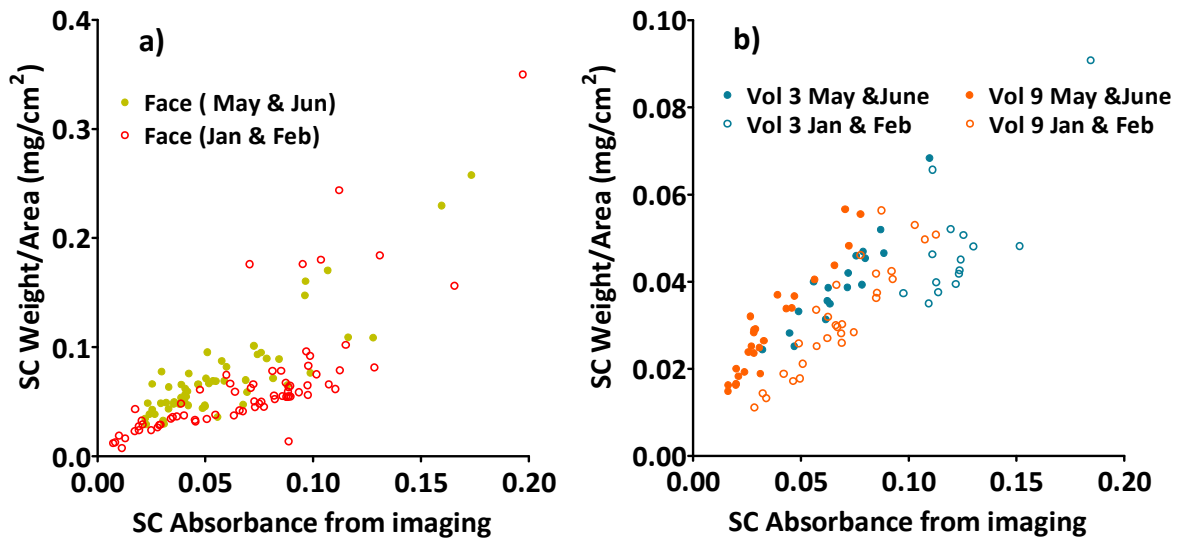 a)
Face ( May & Jun)
Face (Jan & Feb)
SC Weight/Area (mg/cm²)
0.4
0.3
0.2
0.1
0.0
0.00 0.05 0.10 0.15 0.20
SC Absorbance from imaging
b)
Vol 3 May &June
Vol 9 May &June
Vol 3 Jan & Feb
Vol 9 Jan & Feb
SC Weight/Area (mg/cm²)
0.10
0.08
0.06
0.04
0.02
0.00
0.00 0.05 0.10 0.15 0.20
SC Absorbance from imaging